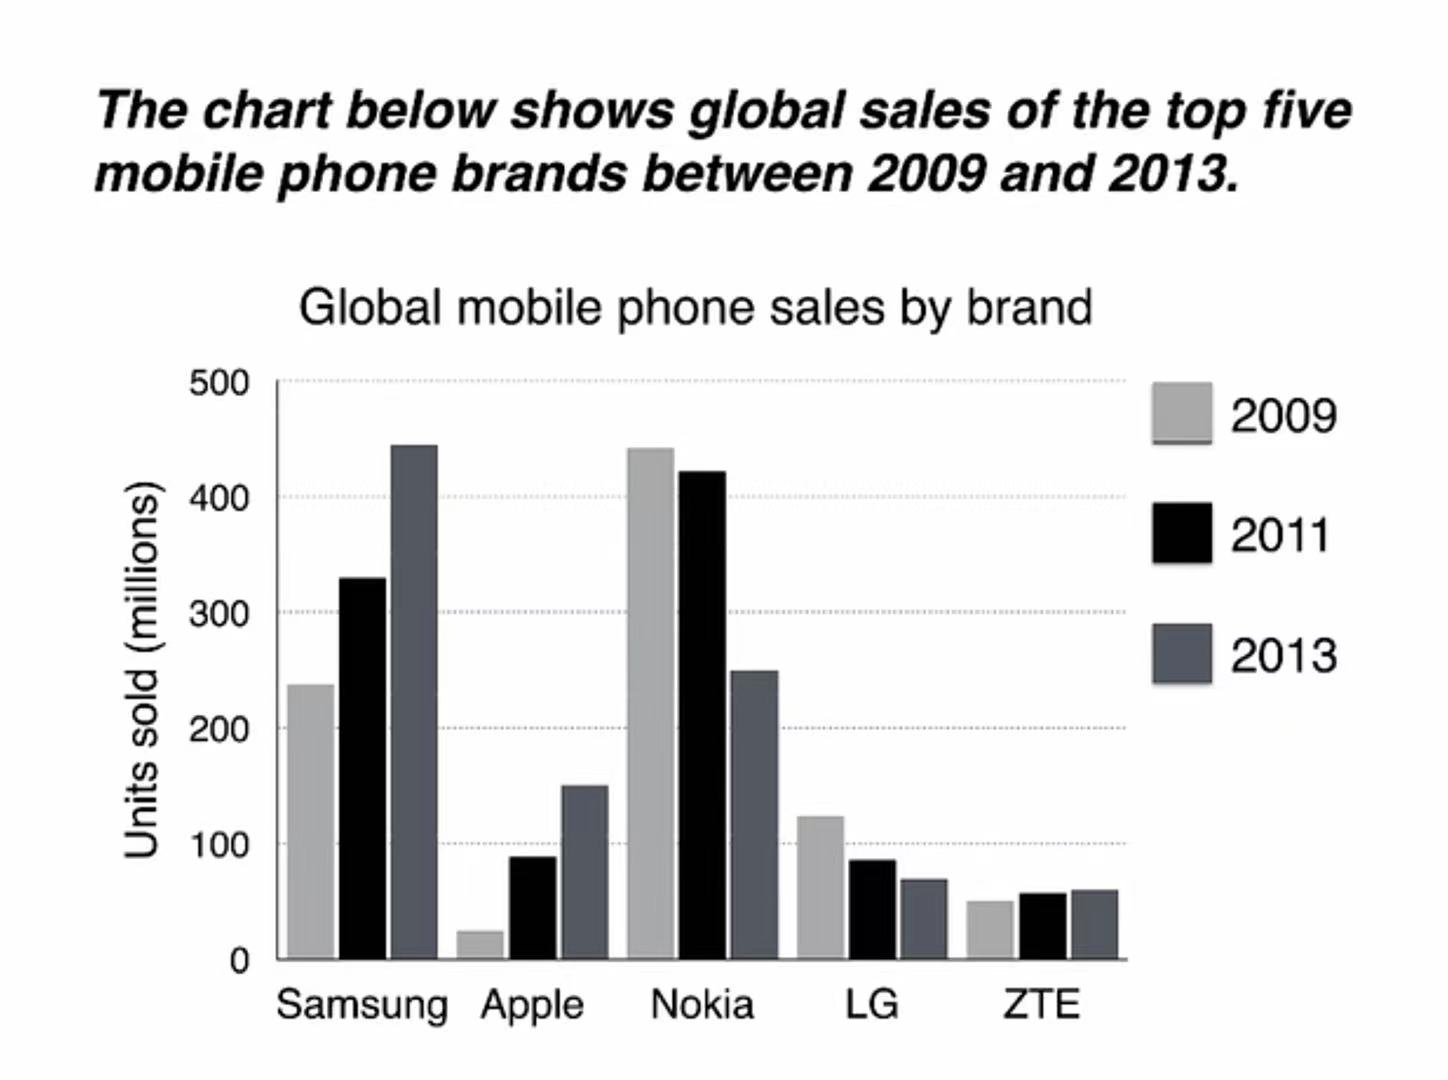 The chart below shows global sales of the top five
mobile phone brands between 2009 and 2013.
Global mobile phone sales by brand
Units sold (millions)
500
400
300
200
100
0
Samsung
Apple
Nokia
LG
ZTE
2009
2011
2013